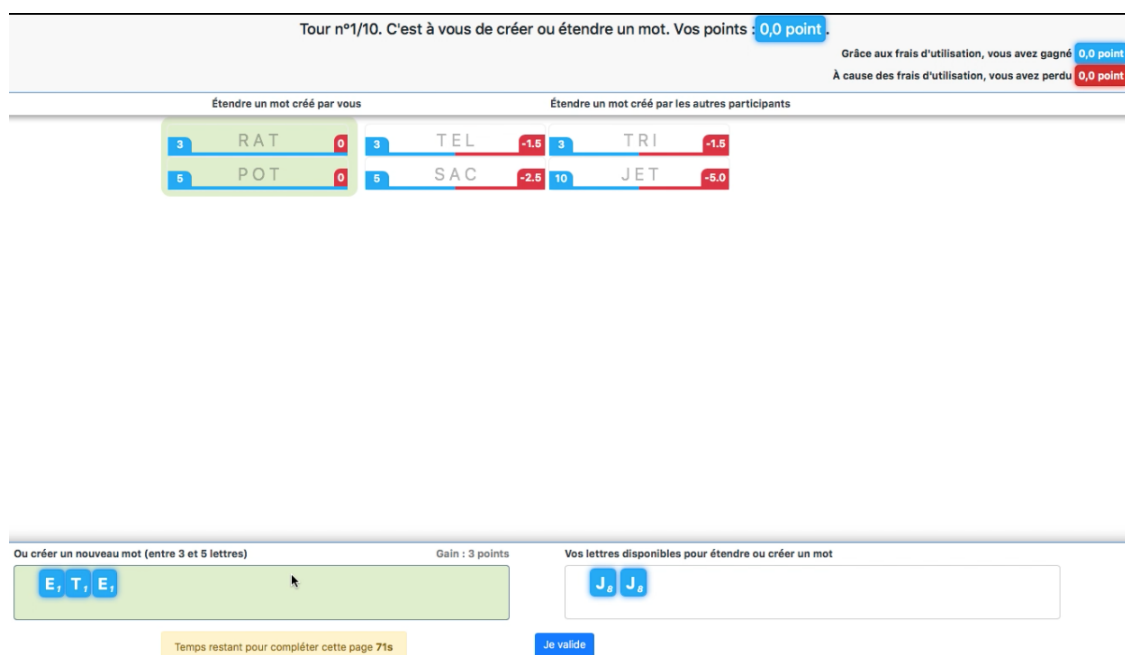 Tour nº1/10. C'est à vous de créer ou étendre un mot. Vos points : 0,0 point.
Grâce aux frais d'utilisation, vous avez gagné 0,0 point
À cause des frais d'utilisation, vous avez perdu 0,0 point
Étendre un mot créé par vous Étendre un mot créé par les autres participants
3 RAT 0 3 TEL -1.5 3 TRI -1.5
5 POT 0 5 SAC -2.5 10 JET -5.0
Ou créer un nouveau mot (entre 3 et 5 lettres) Gain : 3 points Vos lettres disponibles pour étendre ou créer un mot
E1 T1 E1 J8 J8
Temps restant pour compléter cette page 71s Je valide